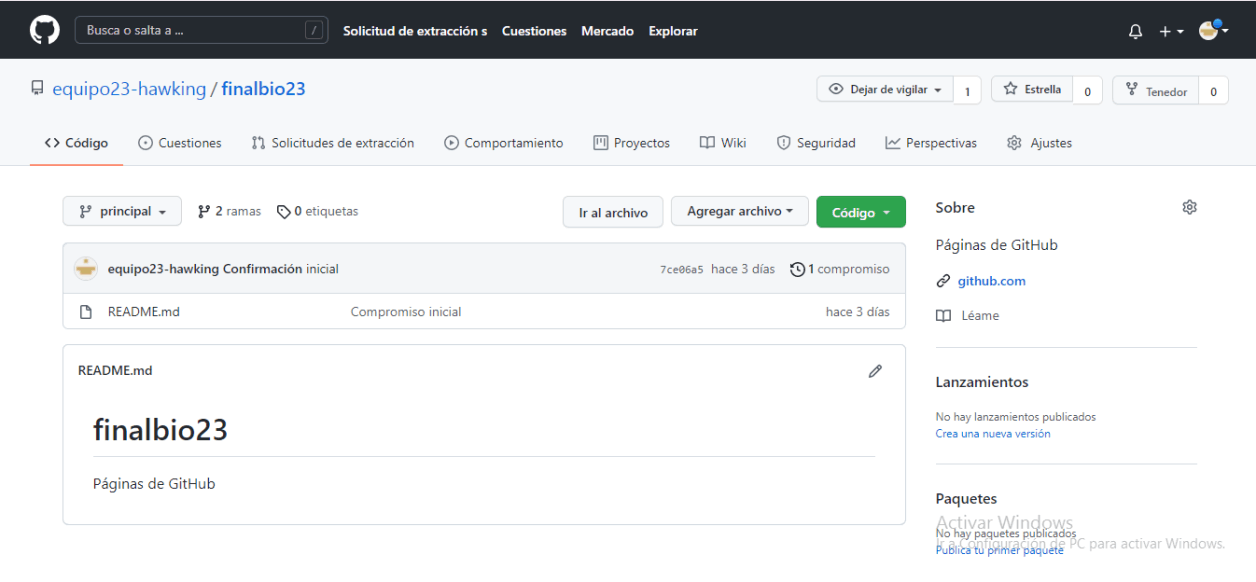 Busca o salta a ... /
Solicitud de extracción s Cuestiones Mercado Explorar
equipo23-hawking / finalbio23
Dejar de vigilar 1 Estrella 0 Tenedor 0
Código Cuestiones Solicitudes de extracción Comportamiento Proyectos Wiki Seguridad Perspectivas Ajustes
principal 2 ramas 0 etiquetas Ir al archivo Agregar archivo Código
equipo23-hawking Confirmación inicial 7ce06a5 hace 3 días 1 compromiso
README.md Compromiso inicial hace 3 días
README.md
finalbio23
Páginas de GitHub
Sobre
Páginas de GitHub
github.com
Léame
Lanzamientos
No hay lanzamientos publicados
Crea una nueva versión
Paquetes
No hay paquetes publicados
Publica tu primer paquete
Activar Windows
Ir a Configuración de PC para activar Windows.